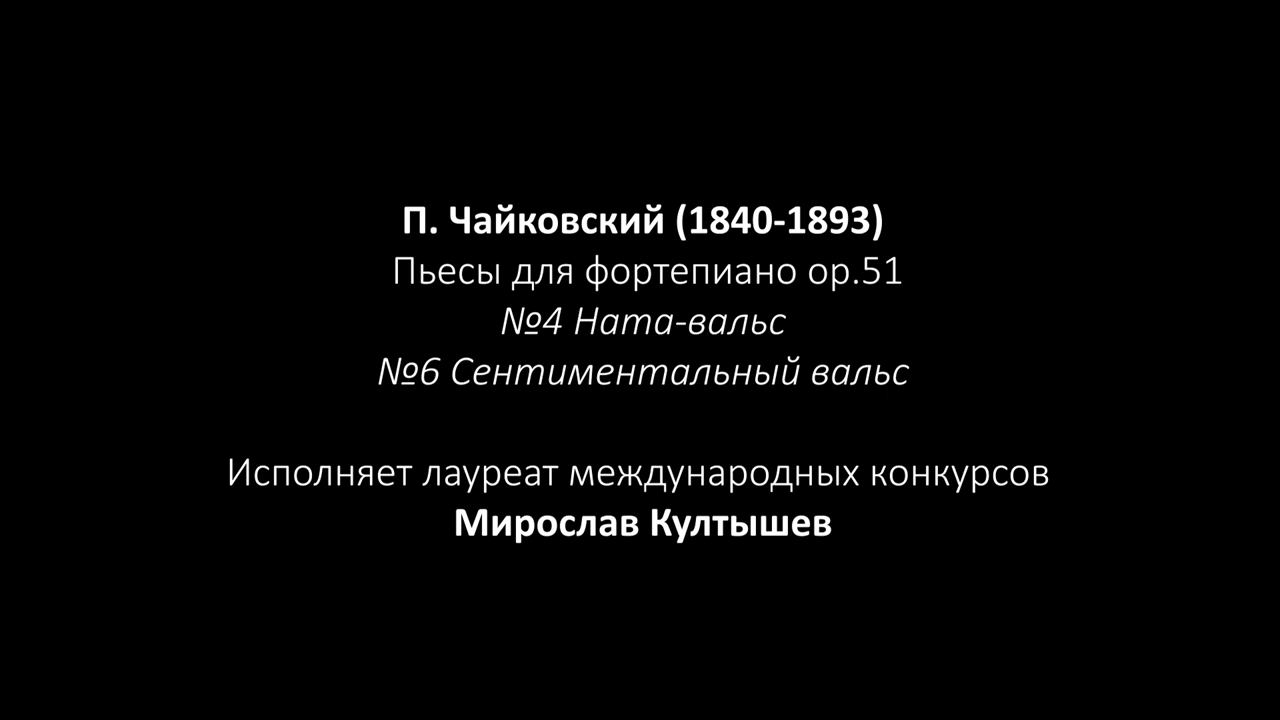 П. Чайковский (1840-1893)
Пьесы для фортепиано ор.51
№4 Ната-вальс
№6 Сентиментальный вальс
Исполняет лауреат международных конкурсов
Мирослав Култышев